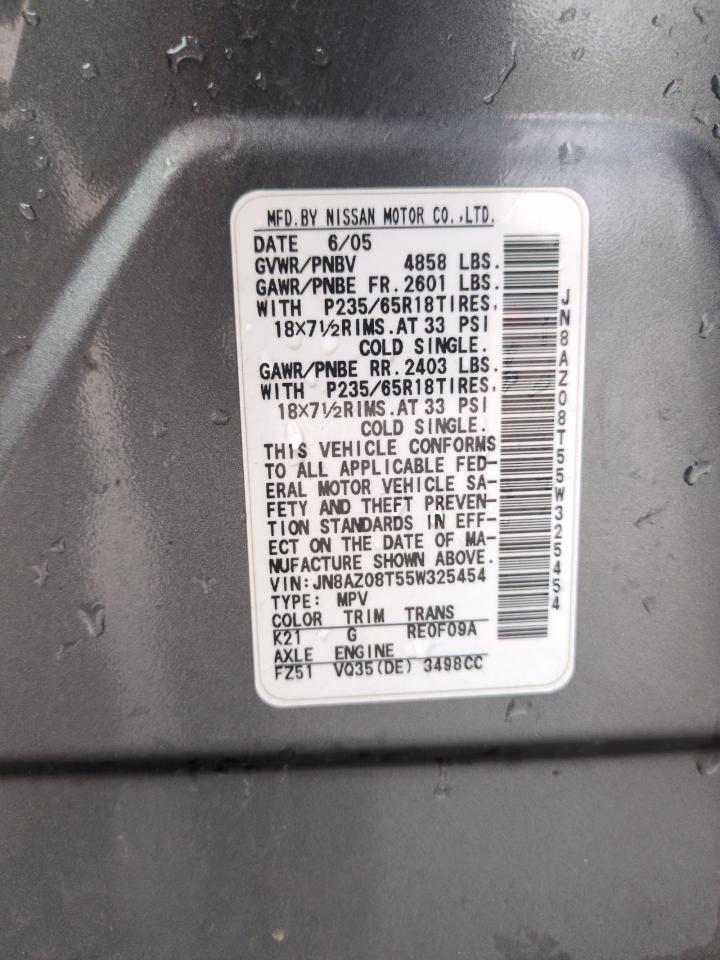 MFD.BY NISSAN MOTOR CO.,LTD.
DATE 6/05
GVWR/PNBV 4858 LBS.
GAWR/PNBE FR.2601 LBS.
WITH P235/65R18TIRES,
18×7½RIMS.AT 33 PSI
COLD SINGLE.
GAWR/PNBE RR.2403 LBS.
WITH P235/65R18TIRES,
18×7½RIMS.AT 33 PSI
COLD SINGLE.
THIS VEHICLE CONFORMS
TO ALL APPLICABLE FED-
ERAL MOTOR VEHICLE SA-
FETY AND THEFT PREVEN-
TION STANDARDS IN EFF-
ECT ON THE DATE OF MA-
NUFACTURE SHOWN ABOVE.
VIN:JN8AZ08T55W325454
TYPE: MPV
COLOR TRIM TRANS
K21 G RE0F09A
AXLE ENGINE
FZ51 VQ35(DE) 3498CC
JN8AZ08T55W325454